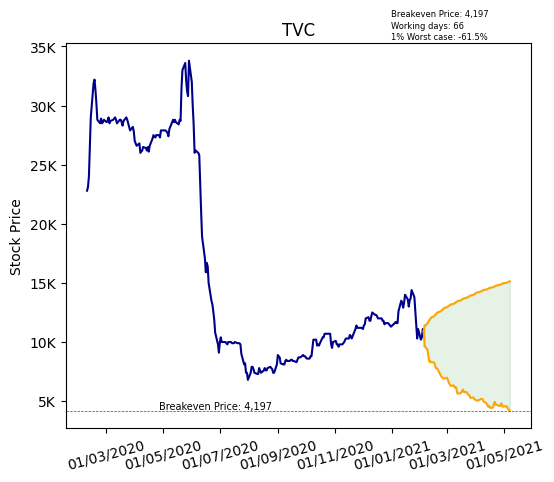 Breakeven Price: 4,197
Working days: 66
1% Worst case: -61.5%
TVC
Stock Price
35K
30K
25K
20K
15K
10K
5K
Breakeven Price: 4,197
01/03/2020
01/05/2020
01/07/2020
01/09/2020
01/11/2020
01/01/2021
01/03/2021
01/05/2021